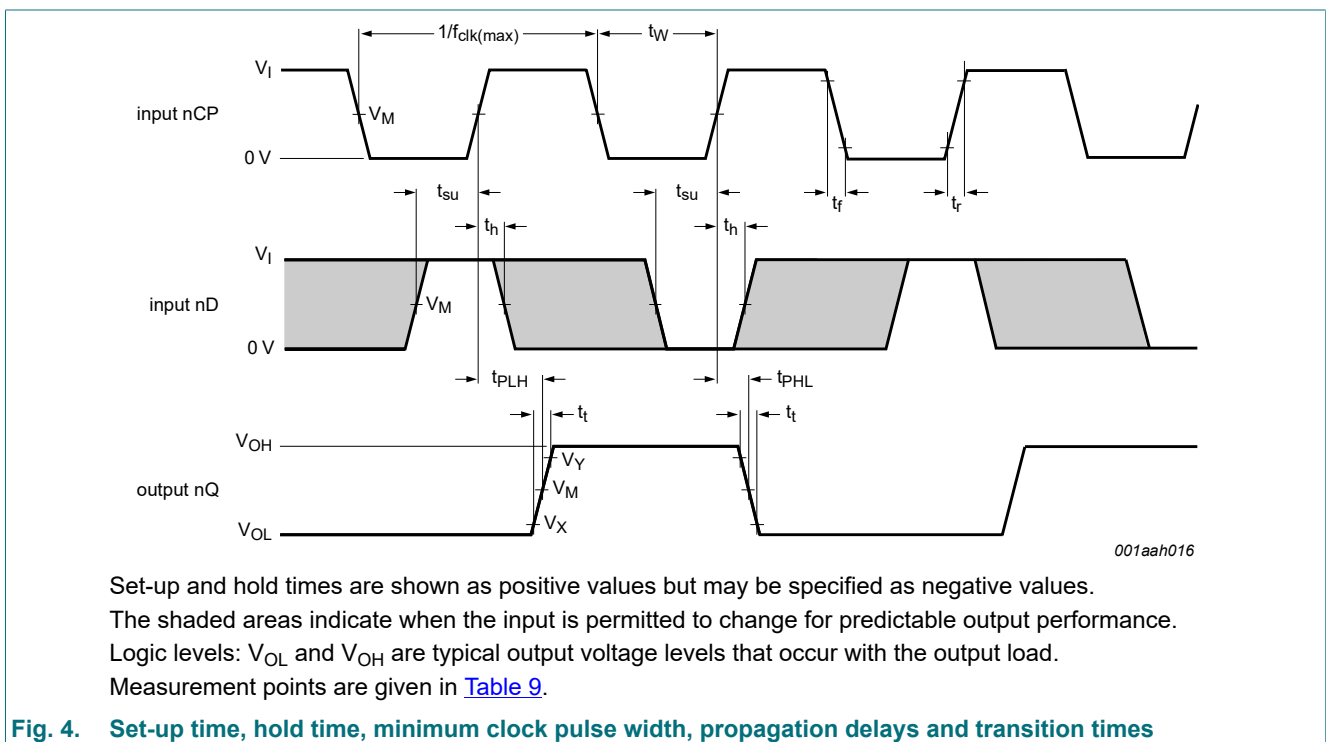 1/fclk(max)
tW
VI
input nCP
VM
0 V
tsu
tsu
tf
tr
th
th
VI
input nD
VM
0 V
tPLH
tPHL
tt
tt
VOH
VY
output nQ
VM
VX
VOL
001aah016
Set-up and hold times are shown as positive values but may be specified as negative values.
The shaded areas indicate when the input is permitted to change for predictable output performance.
Logic levels: VOL and VOH are typical output voltage levels that occur with the output load.
Measurement points are given in Table 9.
Fig. 4. Set-up time, hold time, minimum clock pulse width, propagation delays and transition times